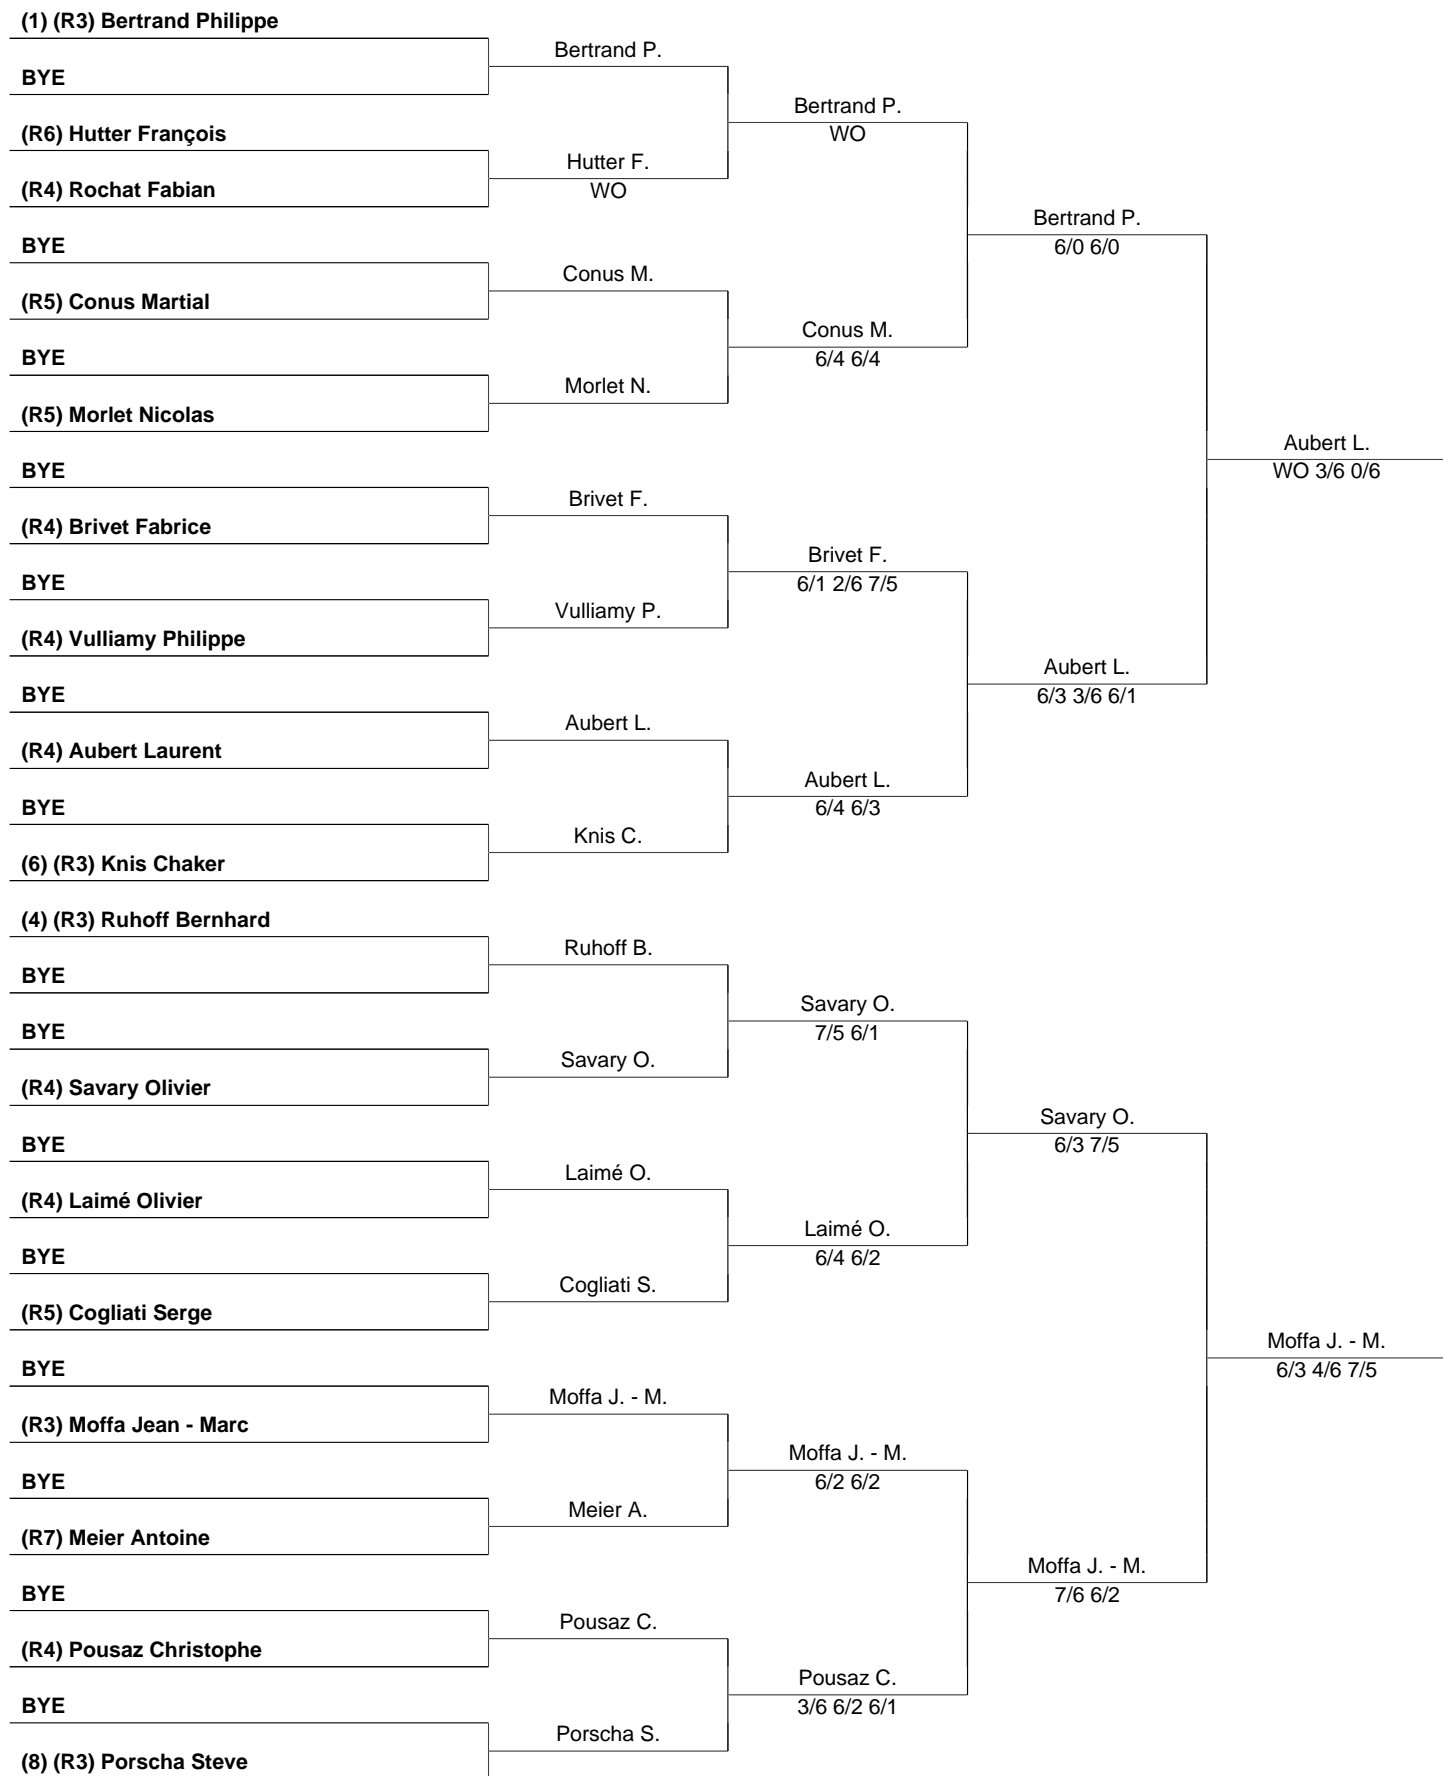 (1) (R3) Bertrand Philippe
BYE
(R6) Hutter François
(R4) Rochat Fabian
BYE
(R5) Conus Martial
BYE
(R5) Morlet Nicolas
BYE
(R4) Brivet Fabrice
BYE
(R4) Vulliamy Philippe
BYE
(R4) Aubert Laurent
BYE
(6) (R3) Knis Chaker
(4) (R3) Ruhoff Bernhard
BYE
BYE
(R4) Savary Olivier
BYE
(R4) Laimé Olivier
BYE
(R5) Cogliati Serge
BYE
(R3) Moffa Jean - Marc
BYE
(R7) Meier Antoine
BYE
(R4) Pousaz Christophe
BYE
(8) (R3) Porscha Steve
Bertrand P.
Hutter F.
WO
Conus M.
Morlet N.
Brivet F.
Vulliamy P.
Aubert L.
Knis C.
Ruhoff B.
Savary O.
Laimé O.
Cogliati S.
Moffa J. - M.
Meier A.
Pousaz C.
Porscha S.
Bertrand P.
WO
Conus M.
6/4 6/4
Brivet F.
6/1 2/6 7/5
Aubert L.
6/4 6/3
Savary O.
7/5 6/1
Laimé O.
6/4 6/2
Moffa J. - M.
6/2 6/2
Pousaz C.
3/6 6/2 6/1
Bertrand P.
6/0 6/0
Aubert L.
6/3 3/6 6/1
Savary O.
6/3 7/5
Moffa J. - M.
7/6 6/2
Aubert L.
WO 3/6 0/6
Moffa J. - M.
6/3 4/6 7/5